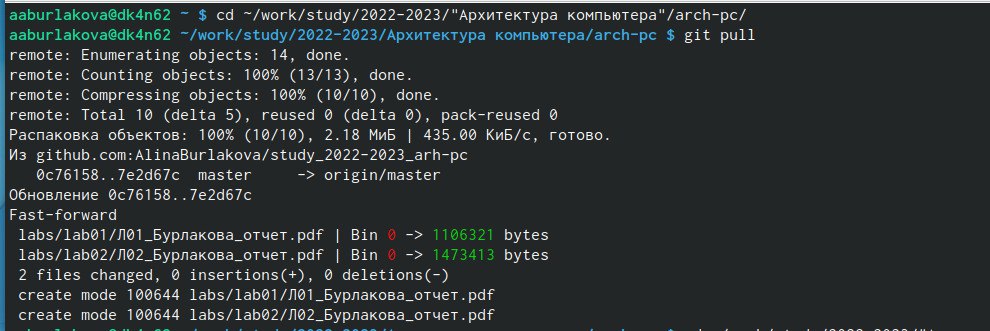 aaburlakova@dk4n62 ~ $ cd ~/work/study/2022-2023/"Архитектура компьютера"/arch-pc/
aaburlakova@dk4n62 ~/work/study/2022-2023/Архитектура компьютера/arch-pc $ git pull
remote: Enumerating objects: 14, done.
remote: Counting objects: 100% (13/13), done.
remote: Compressing objects: 100% (10/10), done.
remote: Total 10 (delta 5), reused 0 (delta 0), pack-reused 0
Распаковка объектов: 100% (10/10), 2.18 МиБ | 435.00 КиБ/с, готово.
Из github.com:AlinaBurlakova/study_2022-2023_arh-pc
   0c76158..7e2d67c  master     -> origin/master
Обновление 0c76158..7e2d67c
Fast-forward
 labs/lab01/Л01_Бурлакова_отчет.pdf | Bin 0 -> 1106321 bytes
 labs/lab02/Л02_Бурлакова_отчет.pdf | Bin 0 -> 1473413 bytes
 2 files changed, 0 insertions(+), 0 deletions(-)
 create mode 100644 labs/lab01/Л01_Бурлакова_отчет.pdf
 create mode 100644 labs/lab02/Л02_Бурлакова_отчет.pdf